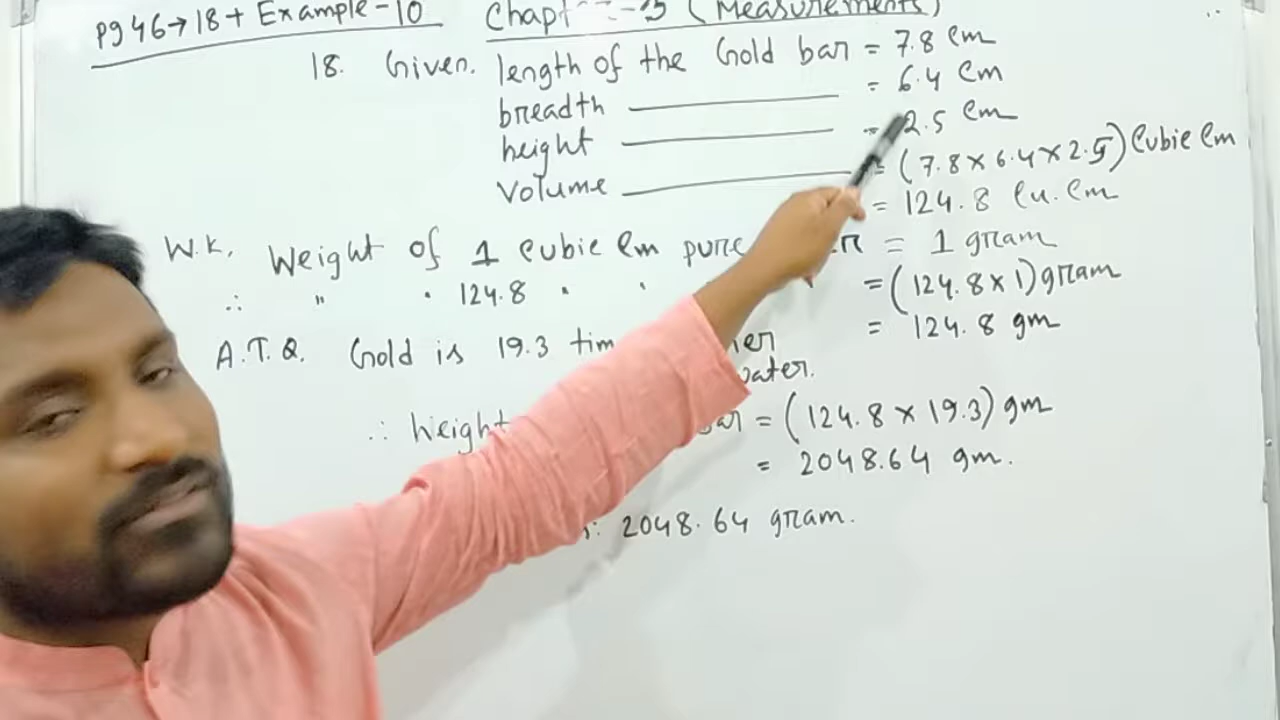 Pg 46→18+ Example-10
Chapter-3 (Measurements)
18. Given. length of the Gold bar = 7.8 cm
breadth = 6.4 cm
height = 2.5 cm
Volume = (7.8 × 6.4 × 2.5) Cubic Cm
= 124.8 Cu. Cm
W.K. Weight of 1 Cubic Cm pure = 1 gram
∴ " " 124.8 " " = (124.8 × 1) gram
= 124.8 gm
A.T.Q. Gold is 19.3
water.
∴ height = (124.8 × 19.3) gm
= 2048.64 gm.
: 2048.64 gram.